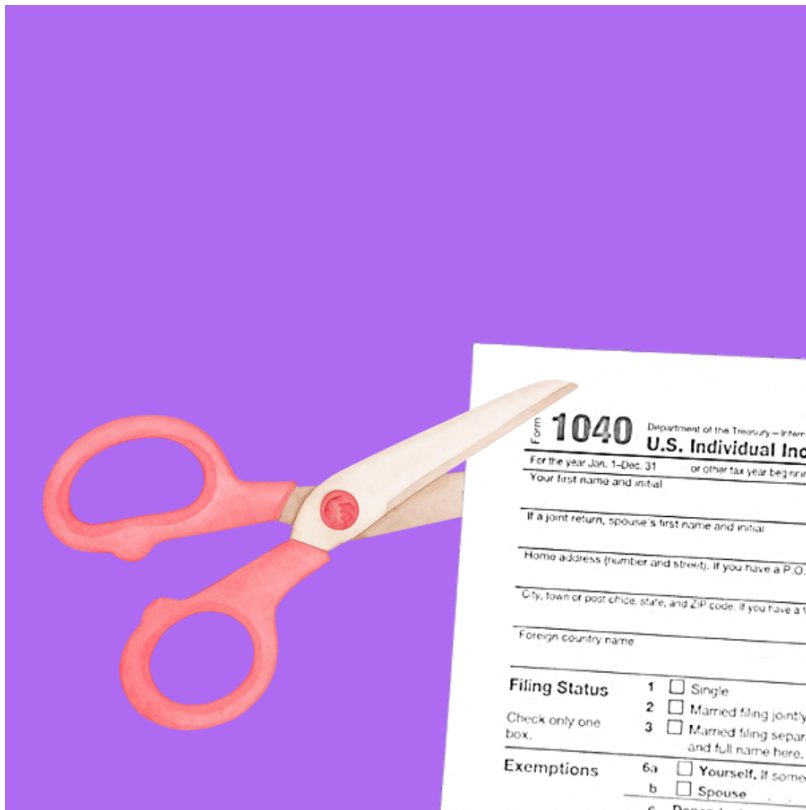 Form 1040 Department of the Treasury — Intern
U.S. Individual Inc
For the year Jan. 1–Dec. 31 or other tax year beginnin
Your first name and initial
If a joint return, spouse's first name and initial
Home address (number and street). If you have a P.O.
City, town or post office, state, and ZIP code. If you have a
Foreign country name
Filing Status 1 Single
2 Married filing jointly
Check only one box. 3 Married filing separ
and full name here.
Exemptions 6a Yourself. If some
b Spouse
c